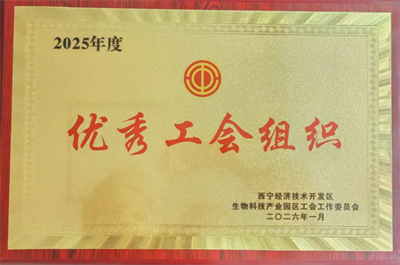 2025年度
优秀工会组织
西宁经济技术开发区
生物科技产业园区工会工作委员会
二〇二六年一月